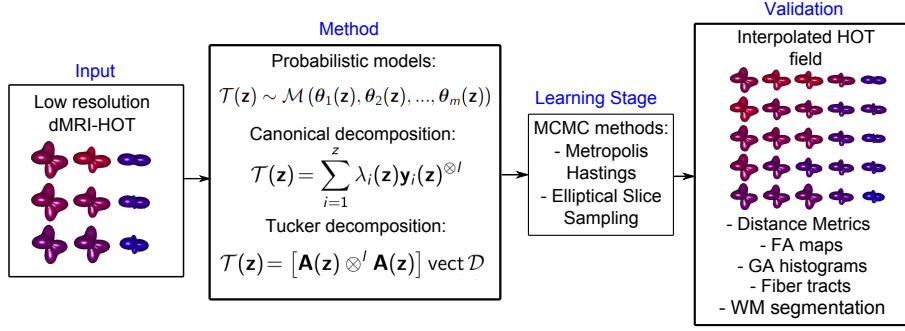 Input
Low resolution
dMRI-HOT
Method
Probabilistic models:
𝒯(𝐳) ∼ ℳ (𝜽₁(𝐳), 𝜽₂(𝐳), ..., 𝜽ₘ(𝐳))
Canonical decomposition:
𝒯(𝐳) = ∑_{i=1}^{z} λᵢ(𝐳)𝐲ᵢ(𝐳)^{⊗l}
Tucker decomposition:
𝒯(𝐳) = [𝐀(𝐳) ⊗^l 𝐀(𝐳)] vect 𝒟
Learning Stage
MCMC methods:
- Metropolis
Hastings
- Elliptical Slice
Sampling
Validation
Interpolated HOT
field
- Distance Metrics
- FA maps
- GA histograms
- Fiber tracts
- WM segmentation